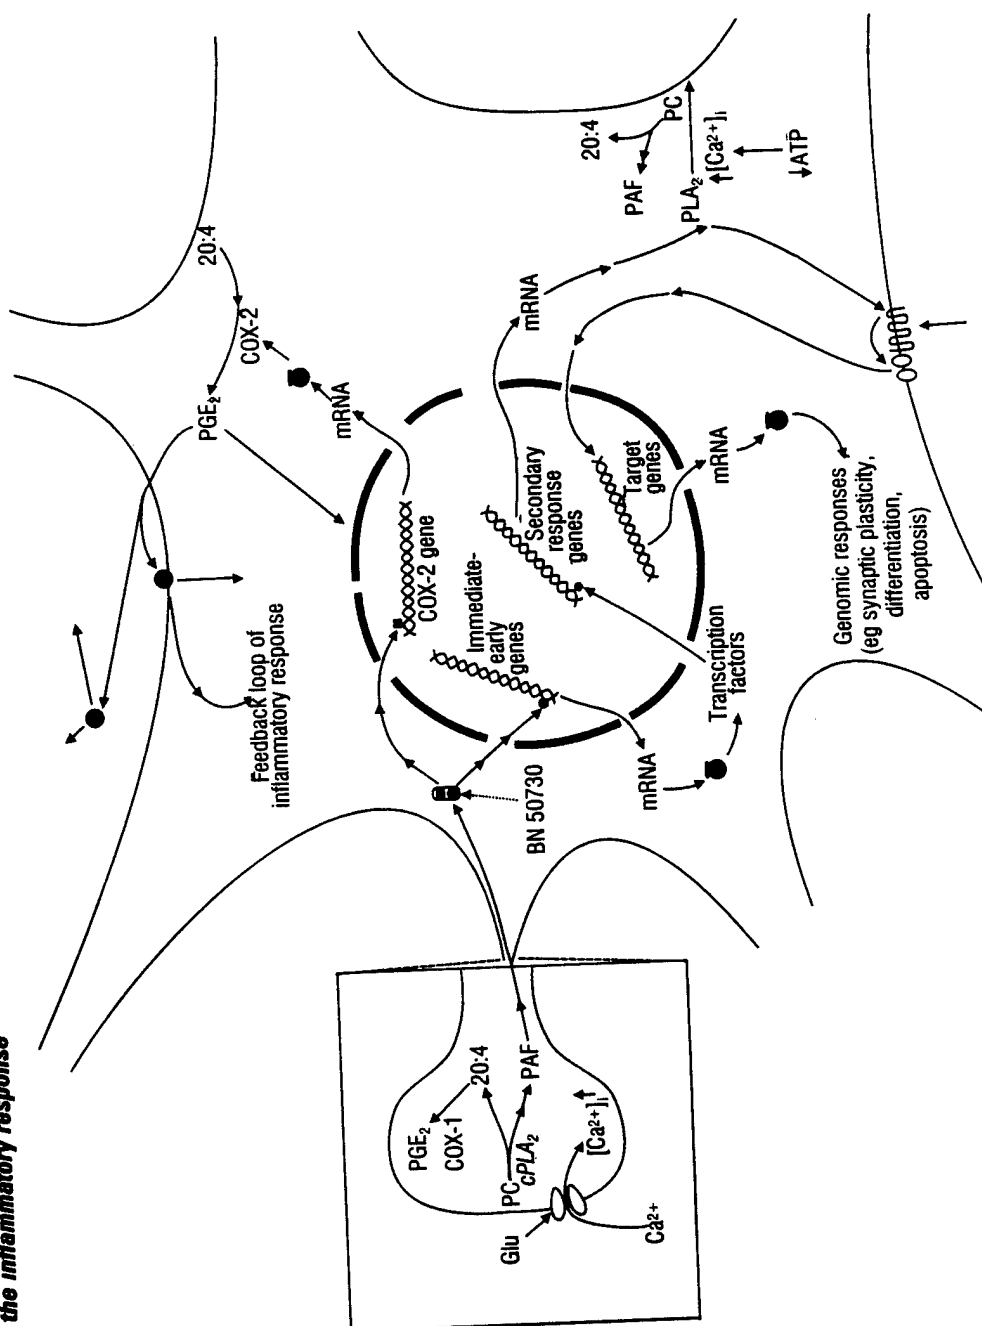 the inflammatory response
Glu
Ca²⁺
PC
cPLA₂
[Ca²⁺]ᵢ
PGE₂
COX-1
20:4
PAF
BN 50730
mRNA
Transcription
factors
Immediate-
early
genes
COX-2 gene
Secondary
response
genes
Target
genes
mRNA
Genomic responses
(eg synaptic plasticity,
differentiation,
apoptosis)
Feedback loop of
inflammatory response
PGE₂
mRNA
COX-2
20:4
mRNA
PLA₂
[Ca²⁺]ᵢ
ATP
PAF
20:4
PC